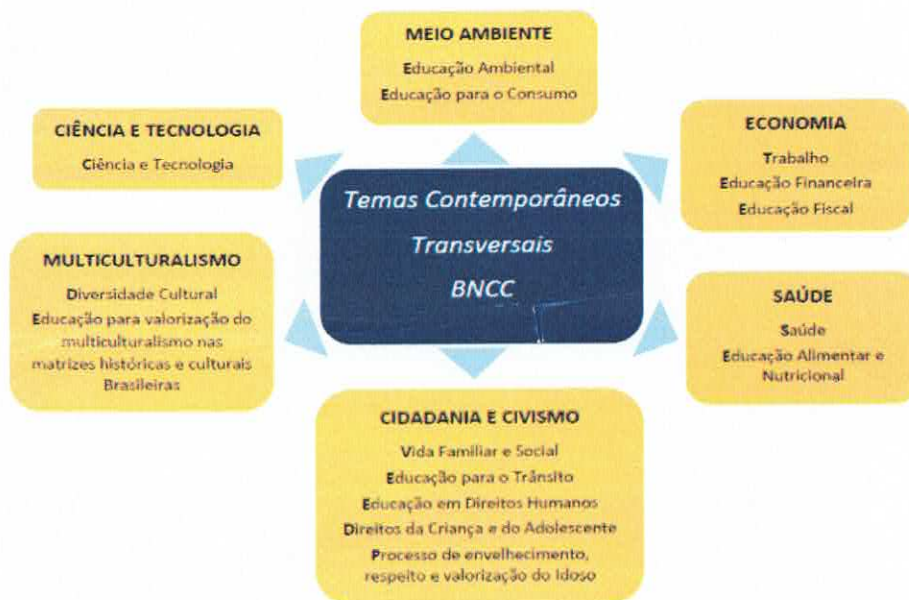 MEIO AMBIENTE
Educação Ambiental
Educação para o Consumo
CIÊNCIA E TECNOLOGIA
Ciência e Tecnologia
ECONOMIA
Trabalho
Educação Financeira
Educação Fiscal
Temas Contemporâneos
Transversais
BNCC
MULTICULTURALISMO
Diversidade Cultural
Educação para valorização do
multiculturalismo nas
matrizes históricas e culturais
Brasileiras
SAÚDE
Saúde
Educação Alimentar e
Nutricional
CIDADANIA E CIVISMO
Vida Familiar e Social
Educação para o Trânsito
Educação em Direitos Humanos
Direitos da Criança e do Adolescente
Processo de envelhecimento,
respeito e valorização do Idoso